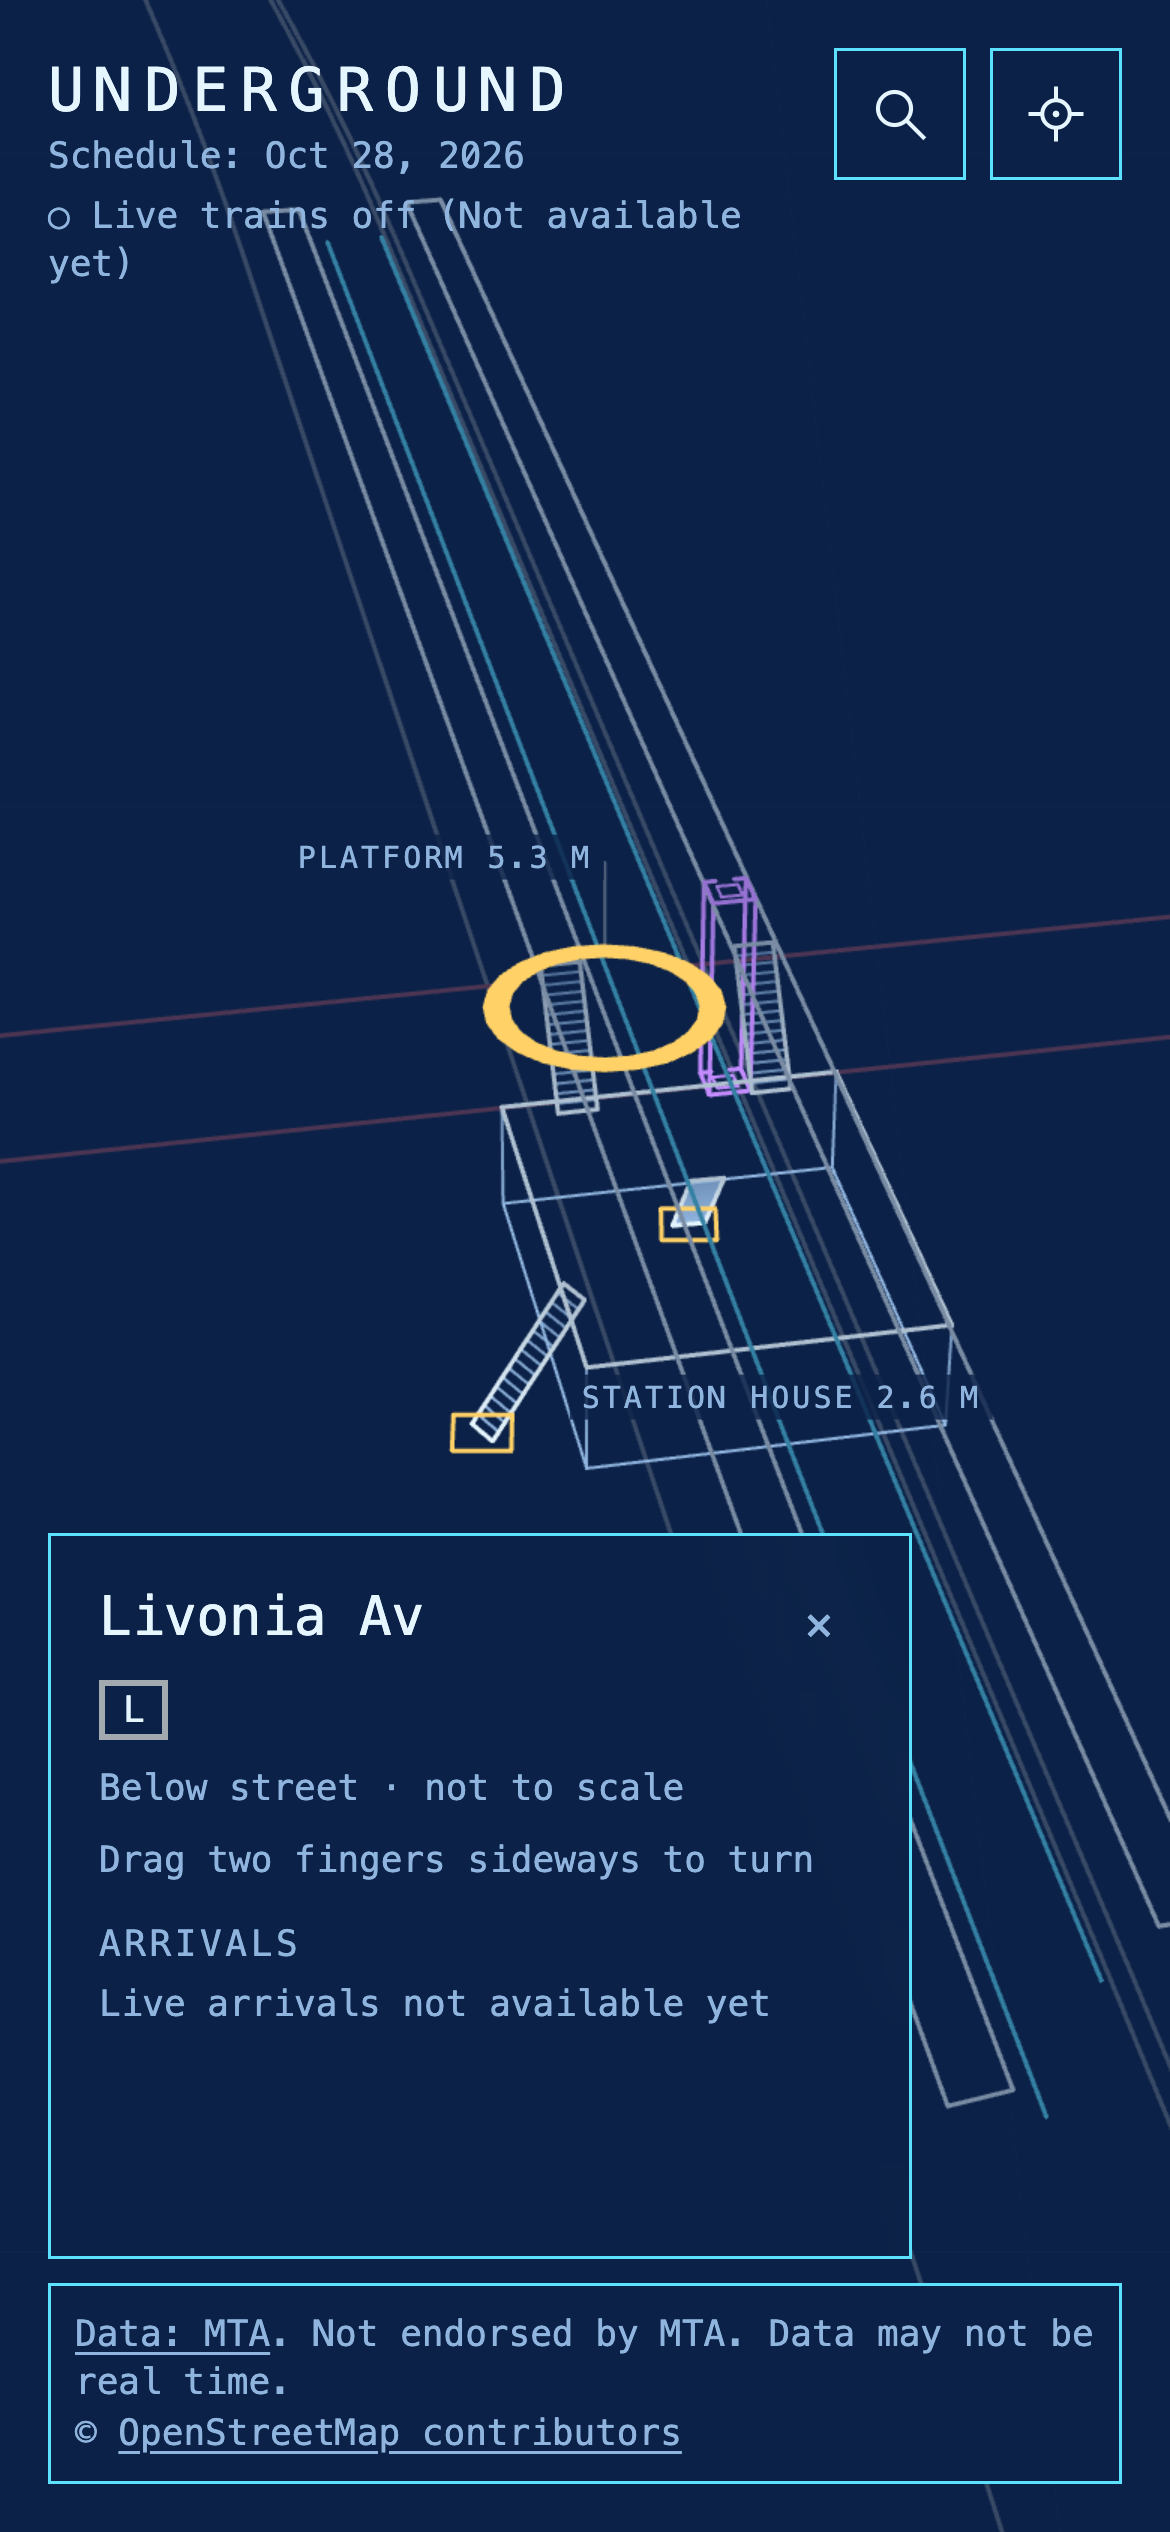 UNDERGROUND
Schedule: Oct 28, 2026
○ Live trains off (Not available
yet)
PLATFORM 5.3 M
STATION HOUSE 2.6 M
Livonia Av
×
L
Below street · not to scale
Drag two fingers sideways to turn
ARRIVALS
Live arrivals not available yet
Data: MTA. Not endorsed by MTA. Data may not be
real time.
© OpenStreetMap contributors